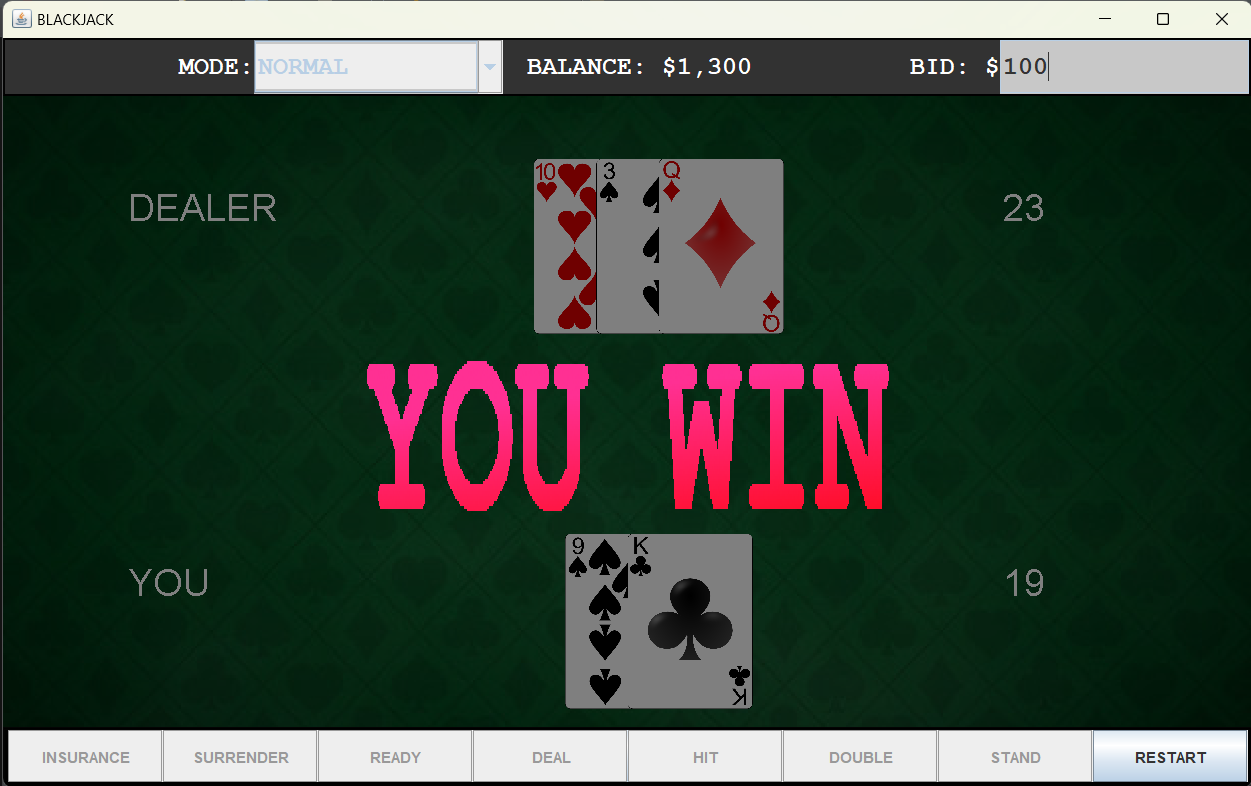 BLACKJACK
MODE: NORMAL BALANCE: $1,300 BID: $100
10 3 Q
DEALER 23
Q
YOU WIN
9 K
YOU 19
K
INSURANCE SURRENDER READY DEAL HIT DOUBLE STAND RESTART